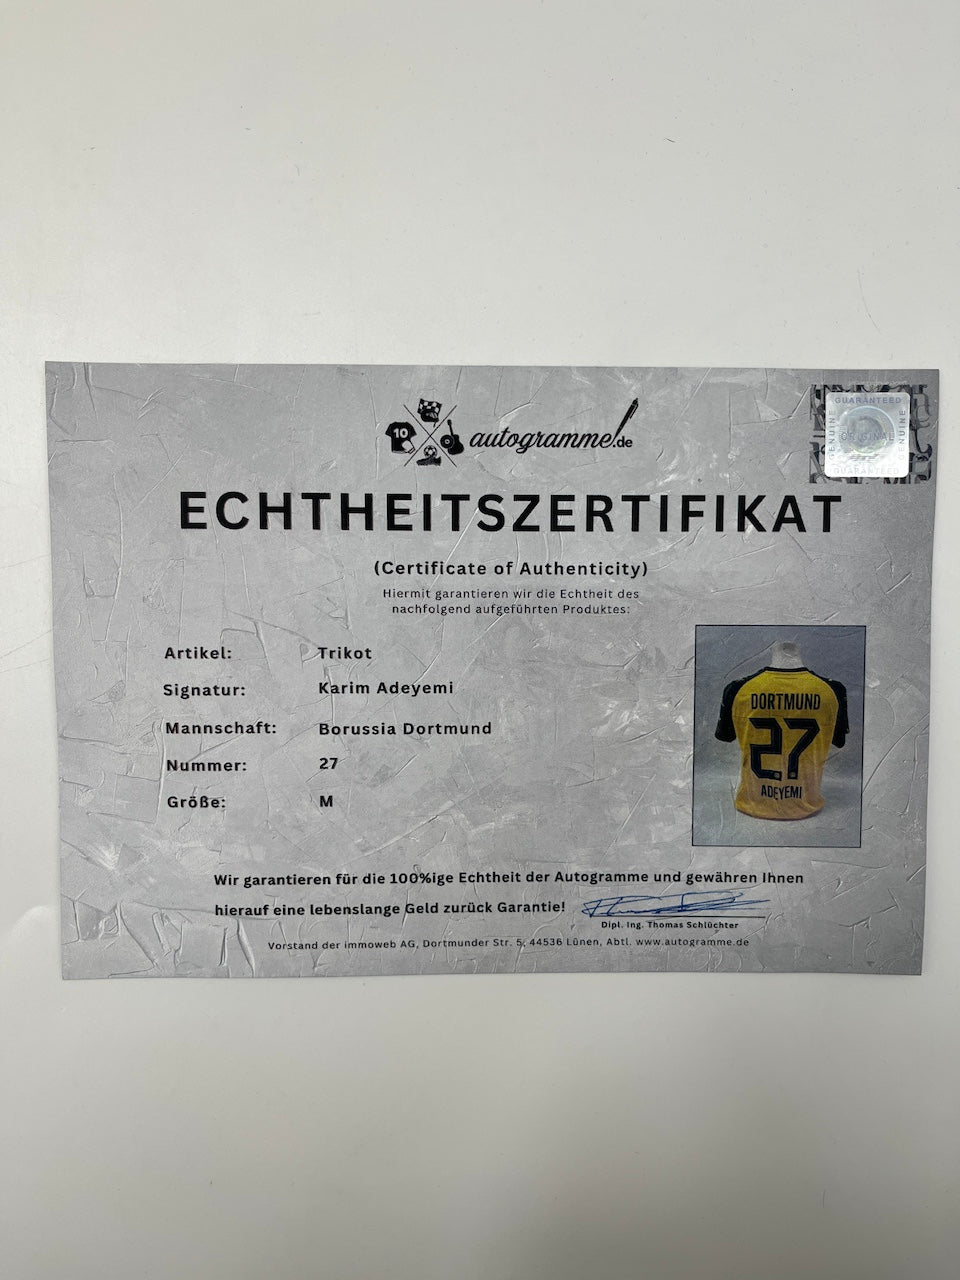 10
autogramme.de
GUARANTEED
GENUINE
ORIGINAL
GENUINE
GUARANTEED
ECHTHEITSZERTIFIKAT
(Certificate of Authenticity)
Hiermit garantieren wir die Echtheit des
nachfolgend aufgeführten Produktes:
Artikel: Trikot
Signatur: Karim Adeyemi
Mannschaft: Borussia Dortmund
Nummer: 27
Größe: M
DORTMUND
27
ADEYEMI
Wir garantieren für die 100%ige Echtheit der Autogramme und gewähren Ihnen
hierauf eine lebenslange Geld zurück Garantie!
Dipl. Ing. Thomas Schlüchter
Vorstand der immoweb AG, Dortmunder Str. 5, 44536 Lünen, Abtl. www.autogramme.de